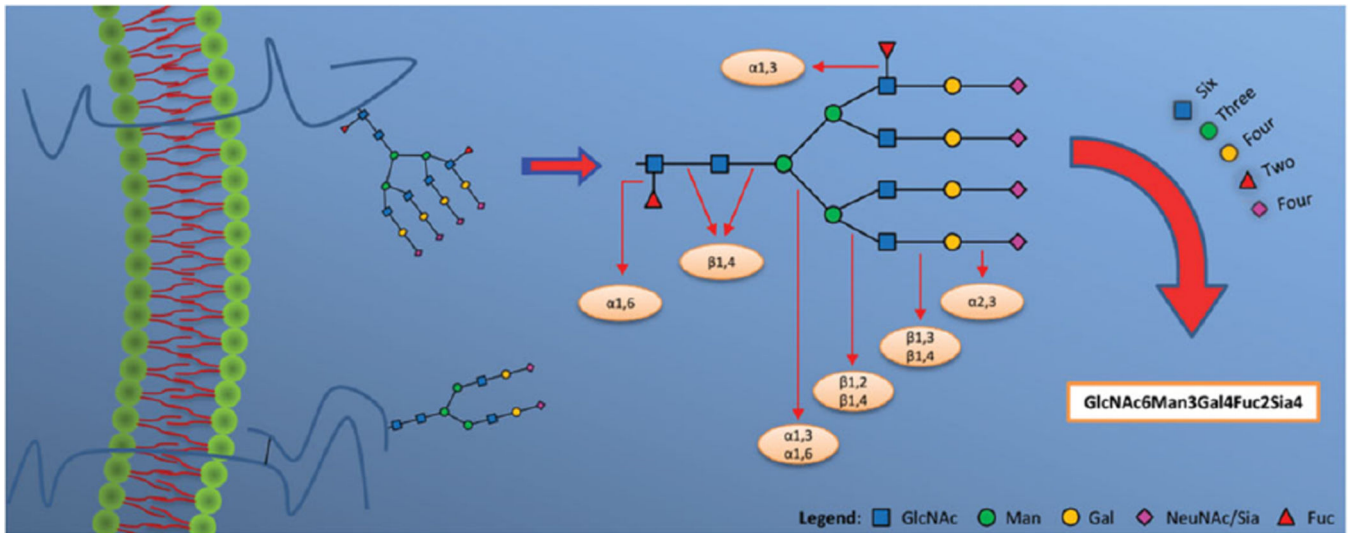 α1,3
Six
Three
Four
Two
Four
β1,4
α1,6
α2,3
β1,3
β1,4
β1,2
β1,4
α1,3
α1,6
GlcNAc6Man3Gal4Fuc2Sia4
Legend: GlcNAc Man Gal NeuNAc/Sia Fuc